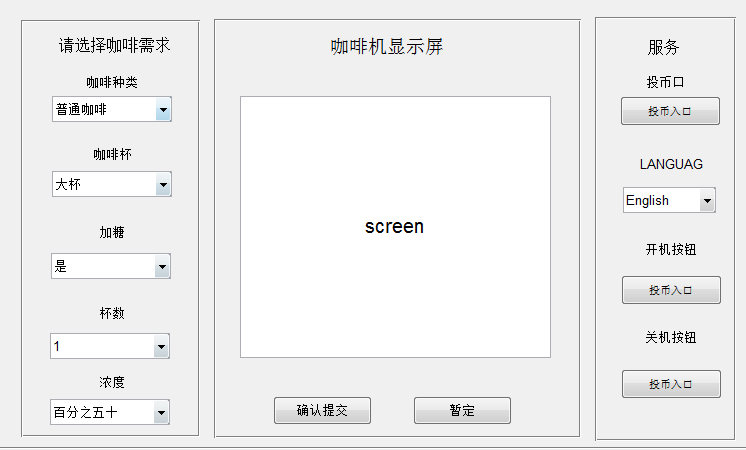 请选择咖啡需求
咖啡种类
普通咖啡
咖啡杯
大杯
加糖
是
杯数
1
浓度
百分之五十
咖啡机显示屏
screen
确认提交
暂定
服务
投币口
投币入口
LANGUAG
English
开机按钮
投币入口
关机按钮
投币入口